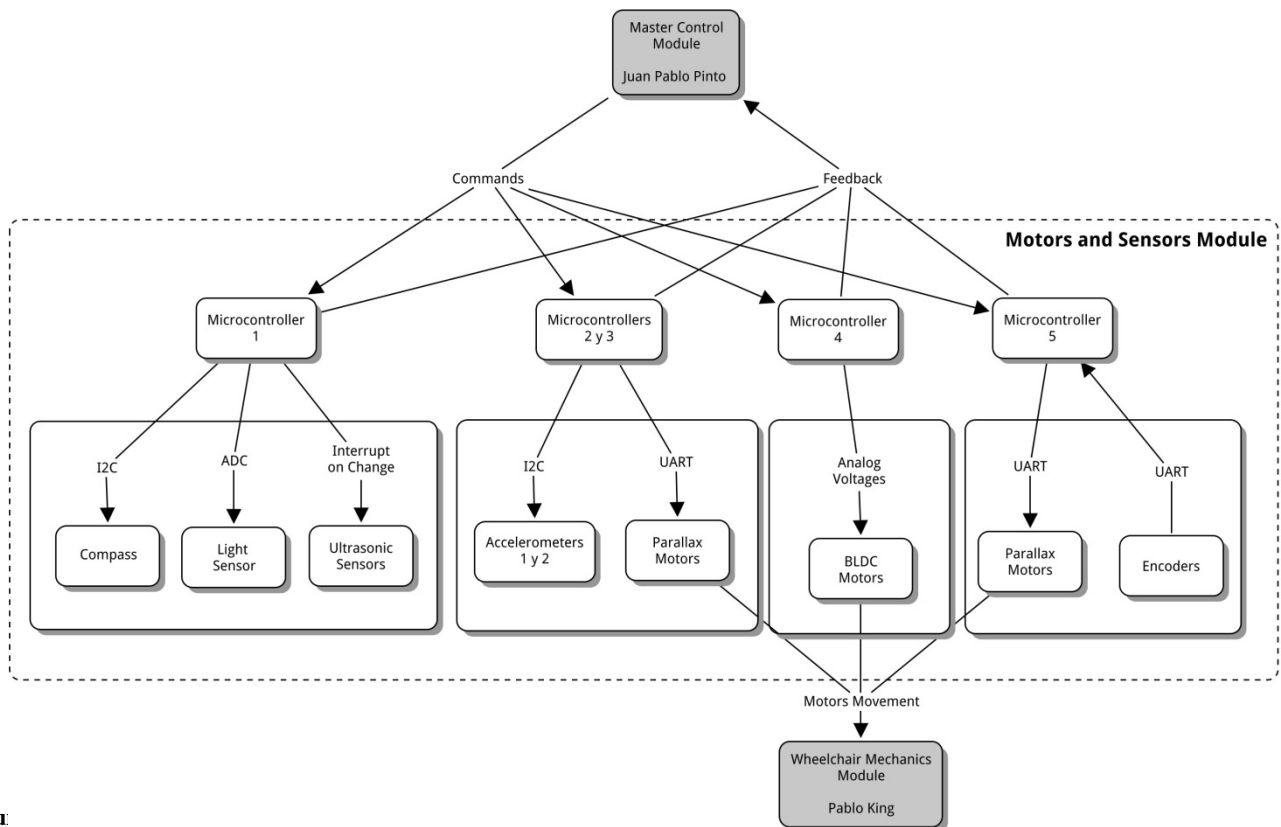 Master Control
Module
Juan Pablo Pinto
Commands
Feedback
Motors and Sensors Module
Microcontroller
1
Microcontrollers
2 y 3
Microcontroller
4
Microcontroller
5
I2C
ADC
Interrupt
on Change
I2C
UART
Analog
Voltages
UART
UART
Compass
Light
Sensor
Ultrasonic
Sensors
Accelerometers
1 y 2
Parallax
Motors
BLDC
Motors
Parallax
Motors
Encoders
Motors Movement
Wheelchair Mechanics
Module
Pablo King